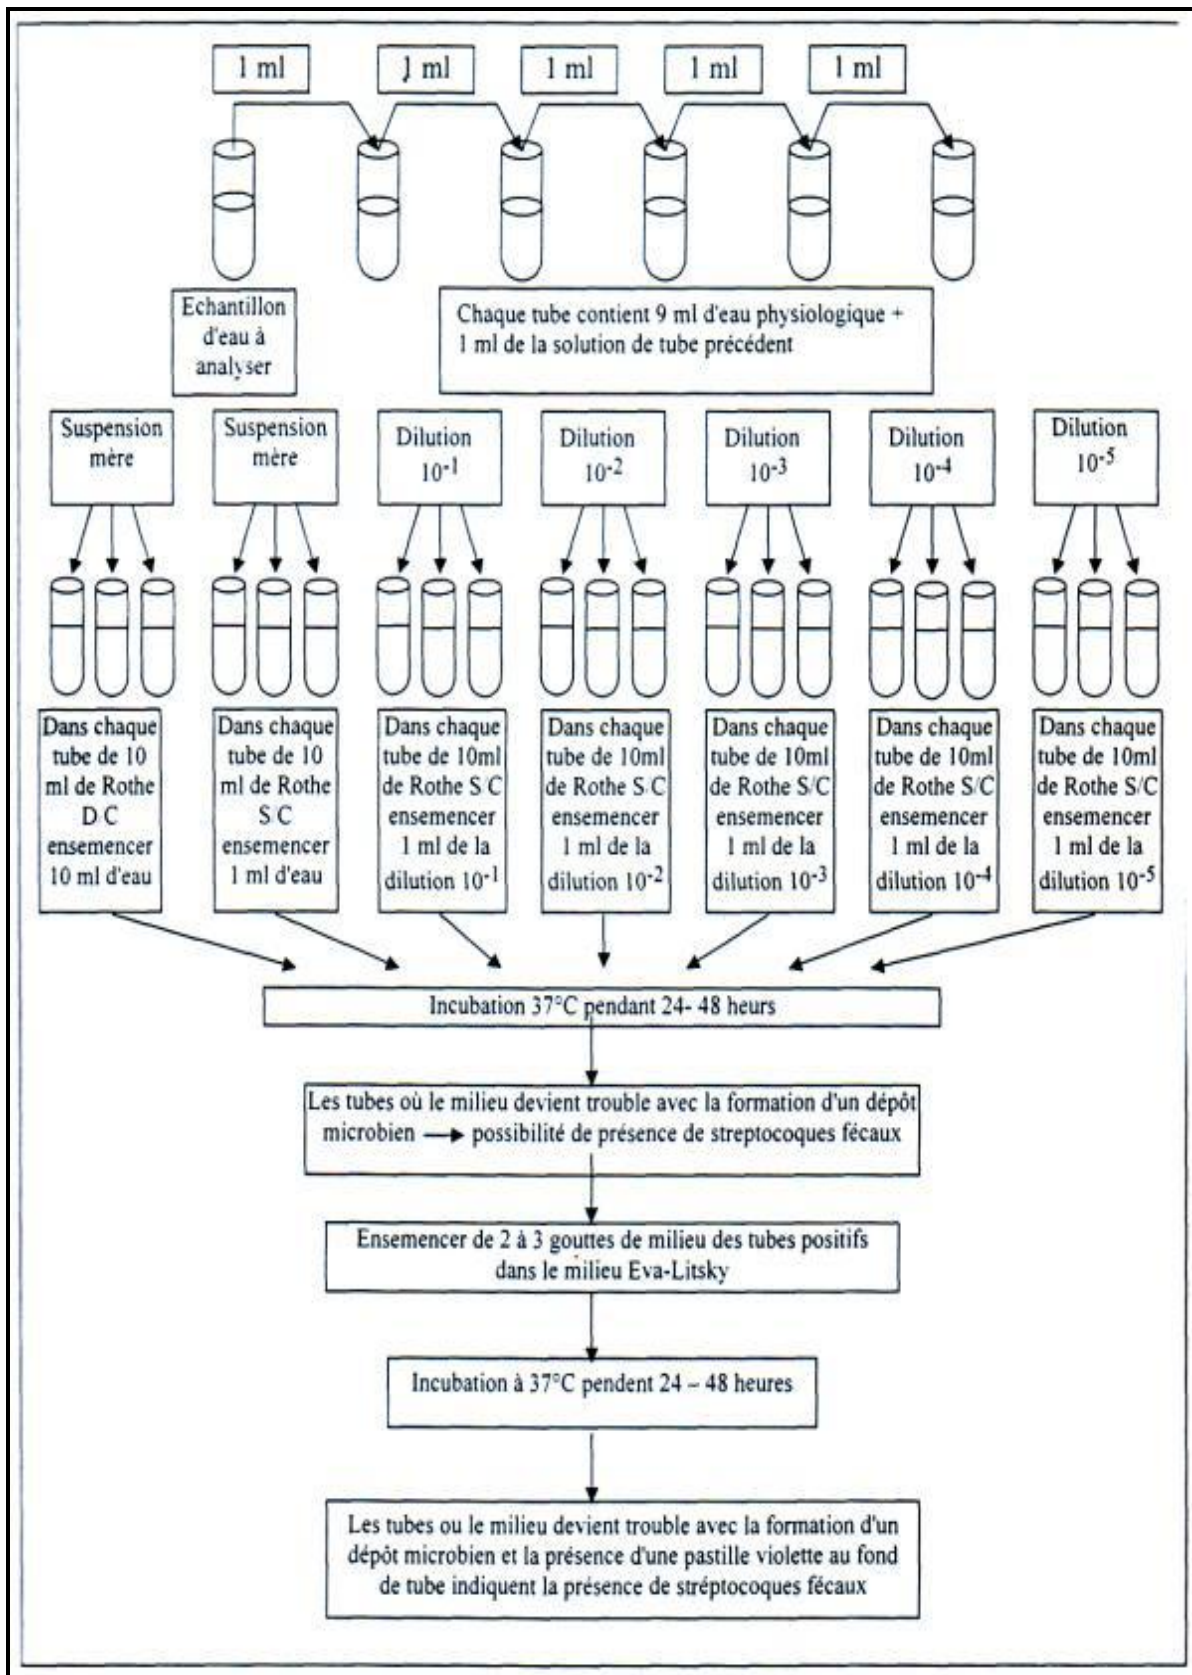 1 ml
1 ml
1 ml
1 ml
1 ml
Echantillon
d'eau à
analyser
Chaque tube contient 9 ml d'eau physiologique +
1 ml de la solution de tube précédent
Suspension
mère
Suspension
mère
Dilution
10-1
Dilution
10-2
Dilution
10-3
Dilution
10-4
Dilution
10-5
Dans chaque
tube de 10
ml de Rothe
D/C
ensemencer
10 ml d'eau
Dans chaque
tube de 10
ml de Rothe
S/C
ensemencer
1 ml d'eau
Dans chaque
tube de 10ml
de Rothe S/C
ensemencer
1 ml de la
dilution 10-1
Dans chaque
tube de 10ml
de Rothe S/C
ensemencer
1 ml de la
dilution 10-2
Dans chaque
tube de 10ml
de Rothe S/C
ensemencer
1 ml de la
dilution 10-3
Dans chaque
tube de 10ml
de Rothe S/C
ensemencer
1 ml de la
dilution 10-4
Dans chaque
tube de 10ml
de Rothe S/C
ensemencer
1 ml de la
dilution 10-5
Incubation 37°C pendant 24- 48 heurs
Les tubes où le milieu devient trouble avec la formation d'un dépôt
microbien → possibilité de présence de streptocoques fécaux
Ensemencer de 2 à 3 gouttes de milieu des tubes positifs
dans le milieu Eva-Litsky
Incubation à 37°C pendent 24 – 48 heures
Les tubes ou le milieu devient trouble avec la formation d'un
dépôt microbien et la présence d'une pastille violette au fond
de tube indiquent la présence de stréptocoques fécaux